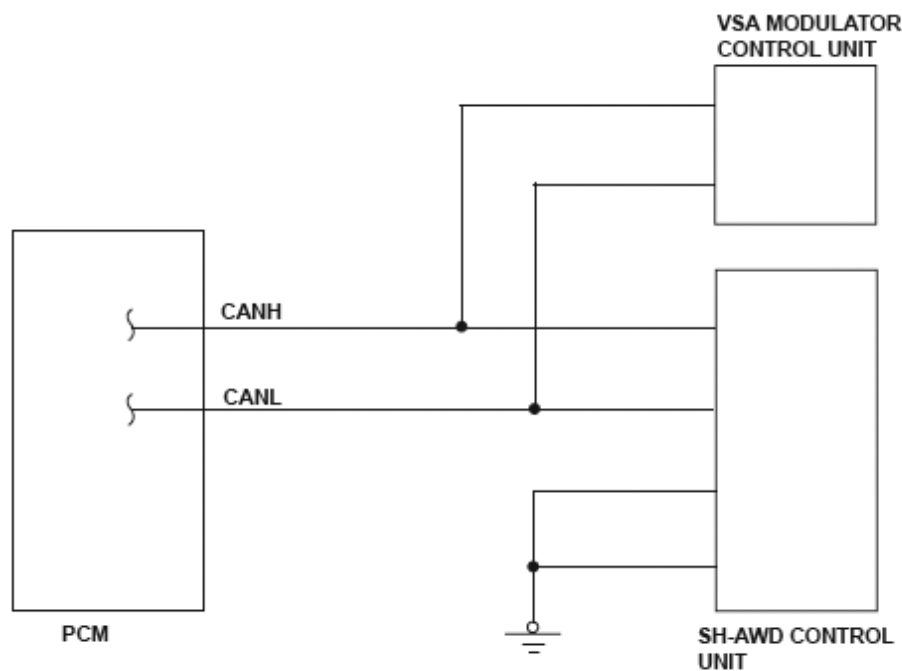 VSA MODULATOR
CONTROL UNIT
CANH
CANL
PCM
SH-AWD CONTROL
UNIT